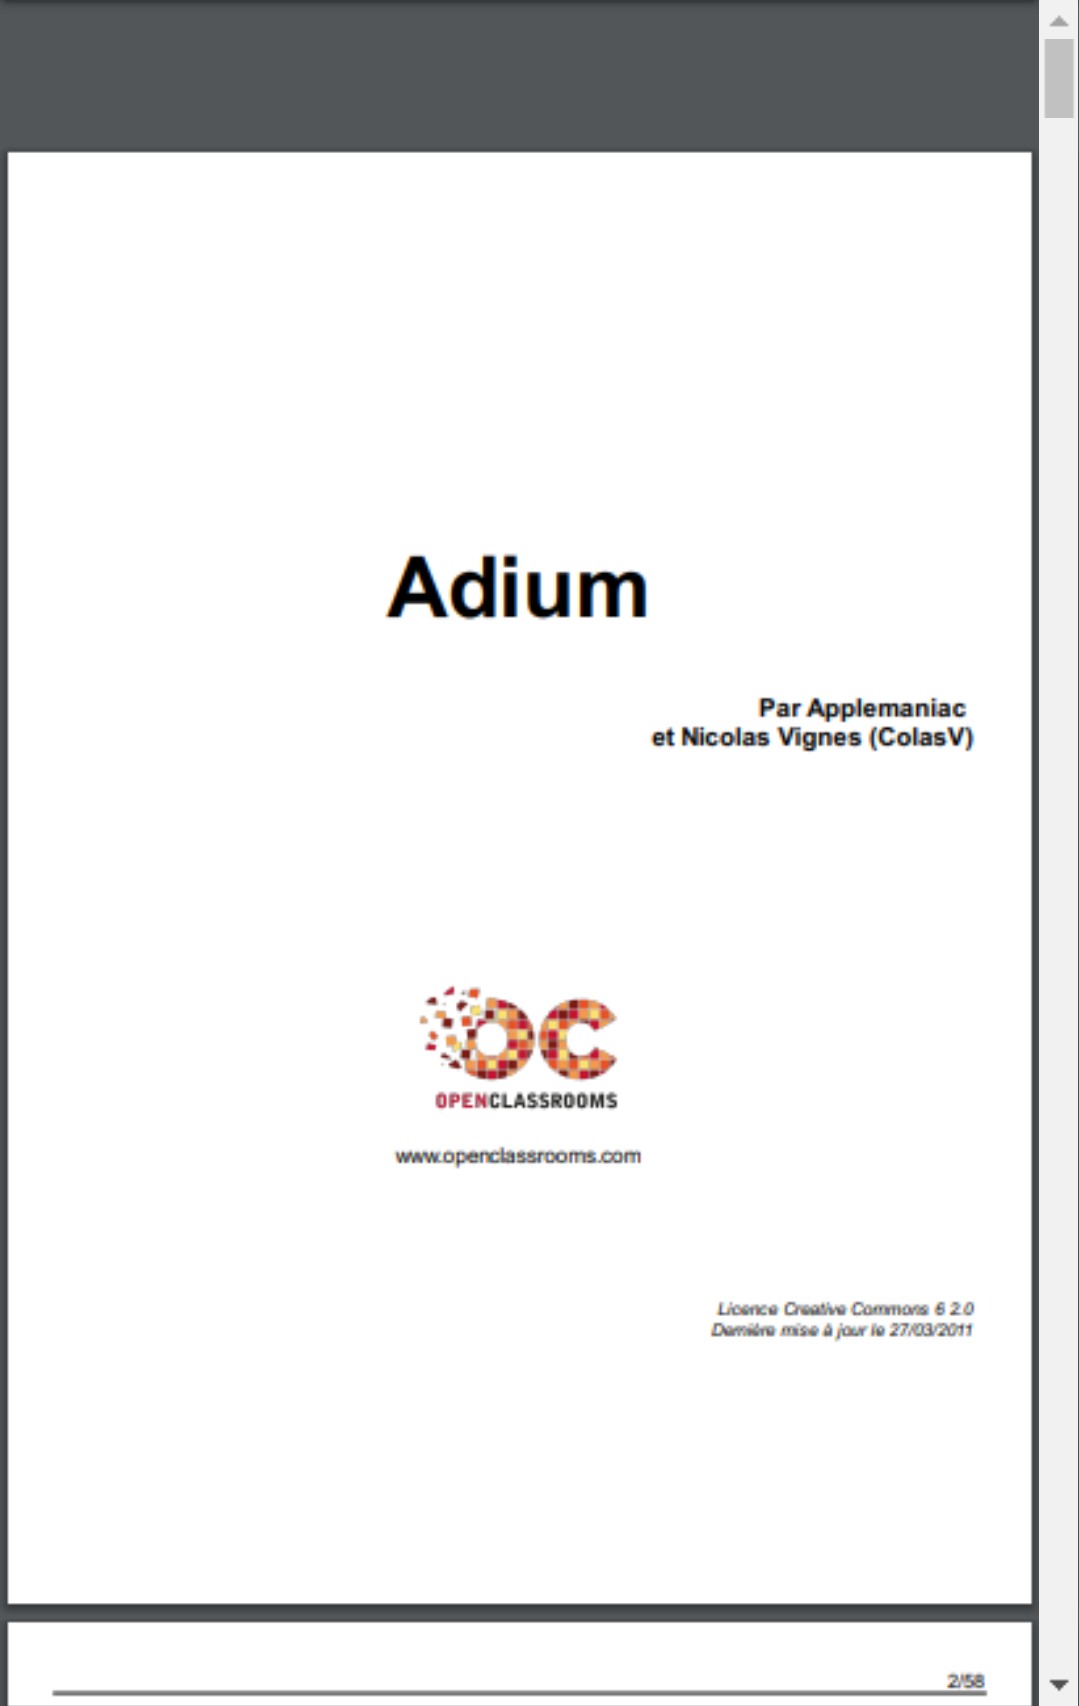 Adium
Par Applemaniac
et Nicolas Vignes (ColasV)
OPENCLASSROOMS
www.openclassrooms.com
Licence Creative Commons 6 2.0
Dernière mise à jour le 27/03/2011
2/58